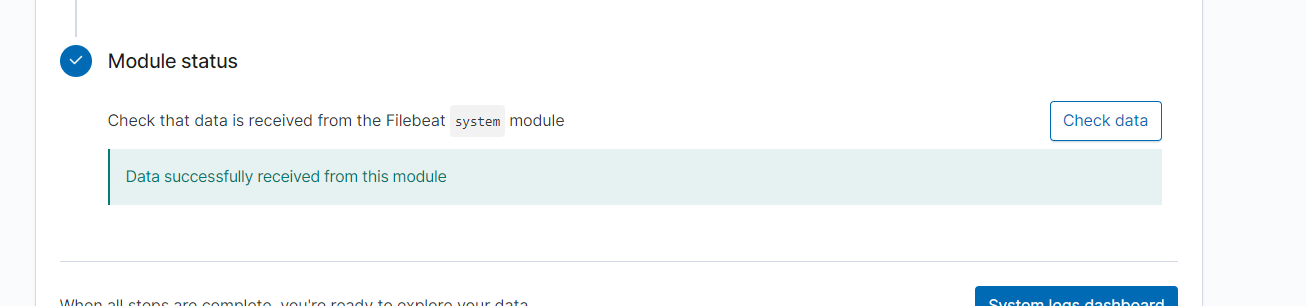 Module status
Check that data is received from the Filebeat system module
Check data
Data successfully received from this module
When all steps are complete, you're ready to explore your data.
System logs dashboard